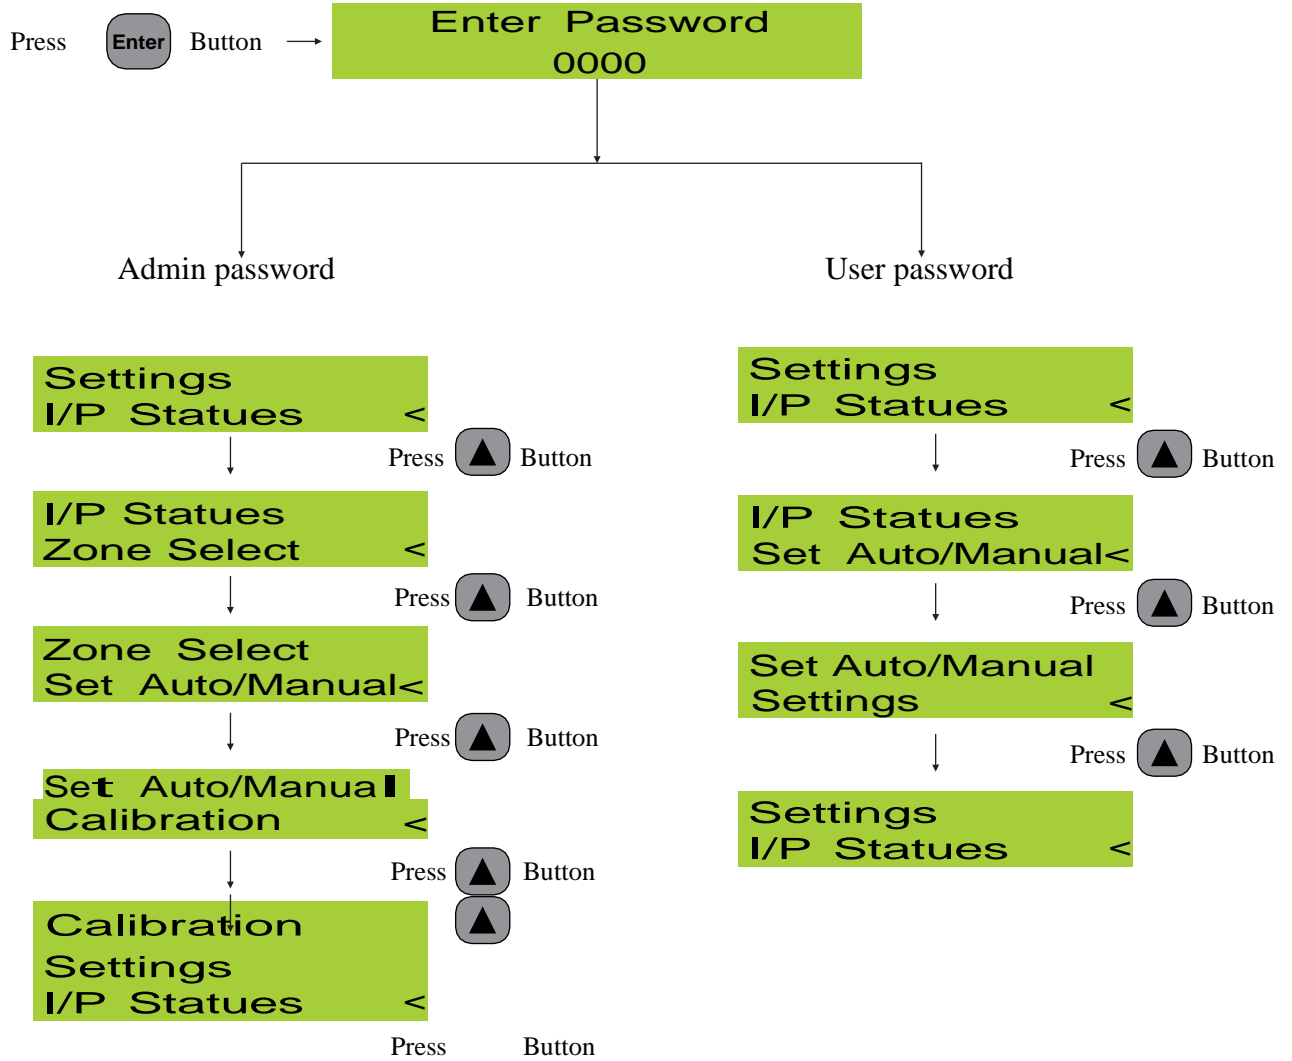 Press Enter Button
Enter Password
0000
Admin password
Settings
I/P Statues <
Press Button
I/P Statues
Zone Select <
Press Button
Zone Select
Set Auto/Manual<
Press Button
Set Auto/Manual
Calibration <
Press Button
Calibration
Settings
I/P Statues <
Press Button
User password
Settings
I/P Statues <
Press Button
I/P Statues
Set Auto/Manual<
Press Button
Set Auto/Manual
Settings <
Press Button
Settings
I/P Statues <